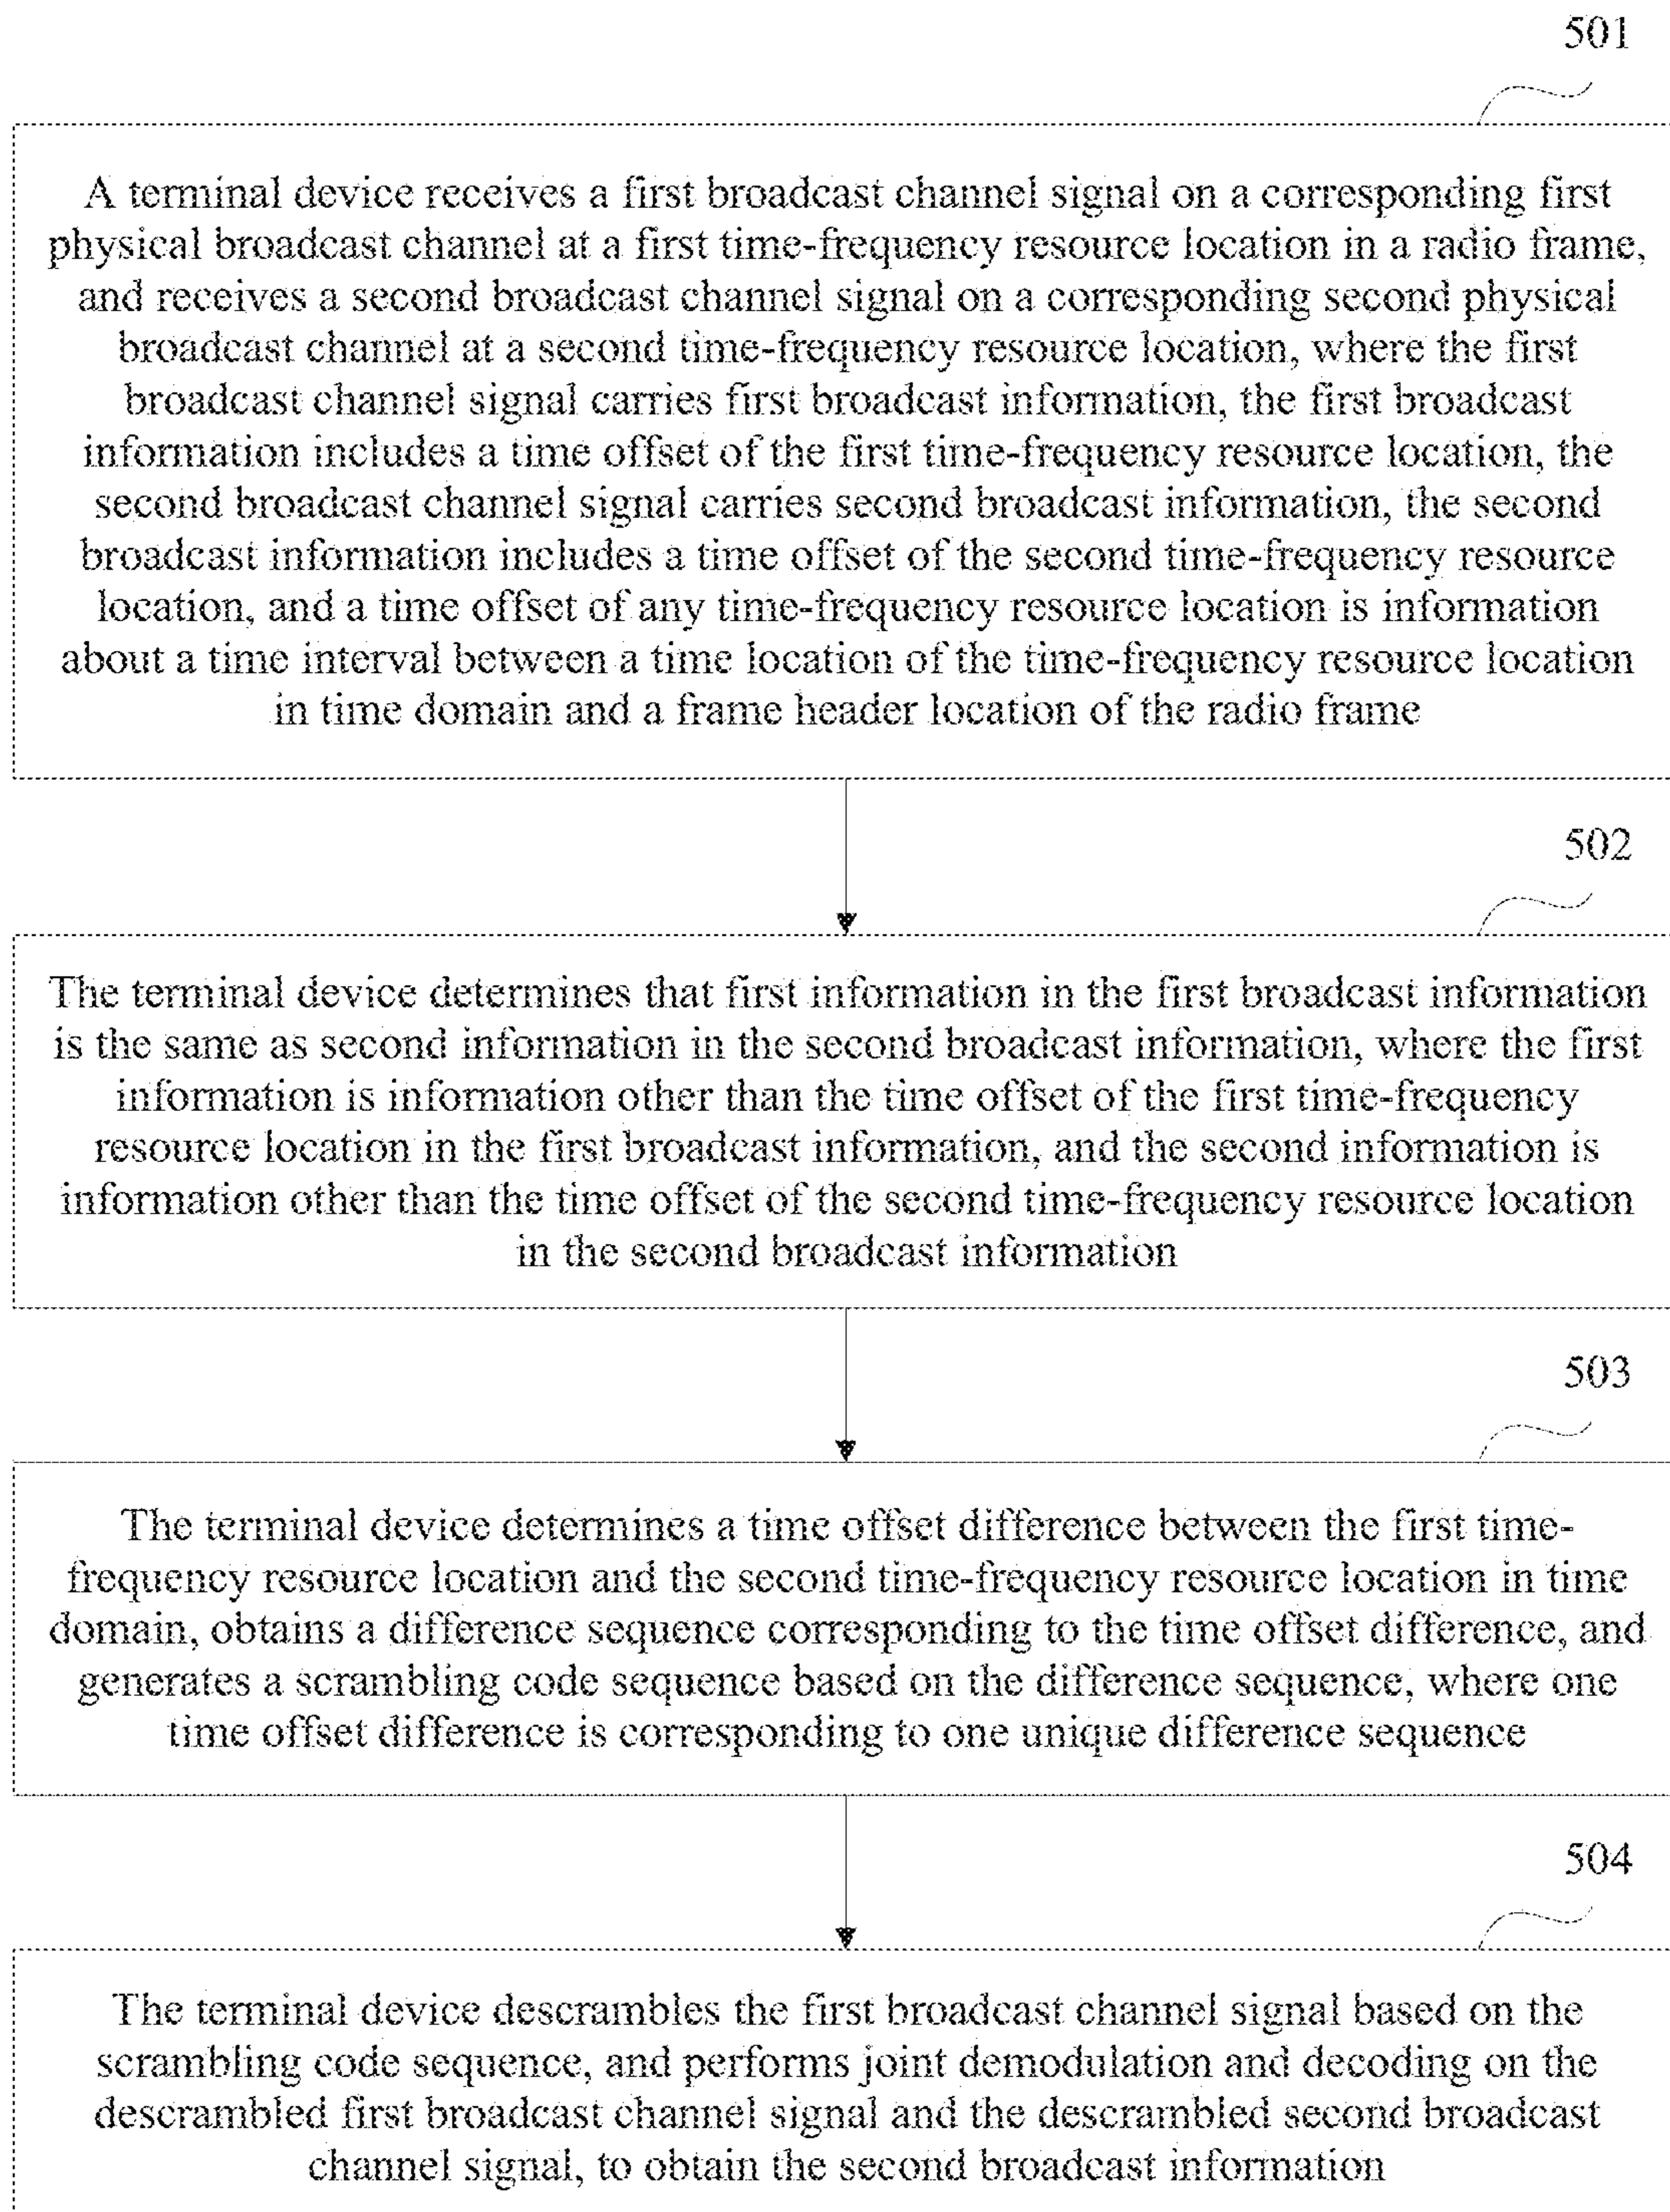 501
A terminal device receives a first broadcast channel signal on a corresponding first
physical broadcast channel at a first time-frequency resource location in a radio frame,
and receives a second broadcast channel signal on a corresponding second physical
broadcast channel at a second time-frequency resource location, where the first
broadcast channel signal carries first broadcast information, the first broadcast
information includes a time offset of the first time-frequency resource location, the
second broadcast channel signal carries second broadcast information, the second
broadcast information includes a time offset of the second time-frequency resource
location, and a time offset of any time-frequency resource location is information
about a time interval between a time location of the time-frequency resource location
in time domain and a frame header location of the radio frame
502
The terminal device determines that first information in the first broadcast information
is the same as second information in the second broadcast information, where the first
information is information other than the time offset of the first time-frequency
resource location in the first broadcast information, and the second information is
information other than the time offset of the second time-frequency resource location
in the second broadcast information
503
The terminal device determines a time offset difference between the first time-
frequency resource location and the second time-frequency resource location in time
domain, obtains a difference sequence corresponding to the time offset difference, and
generates a scrambling code sequence based on the difference sequence, where one
time offset difference is corresponding to one unique difference sequence
504
The terminal device descrambles the first broadcast channel signal based on the
scrambling code sequence, and performs joint demodulation and decoding on the
descrambled first broadcast channel signal and the descrambled second broadcast
channel signal, to obtain the second broadcast information